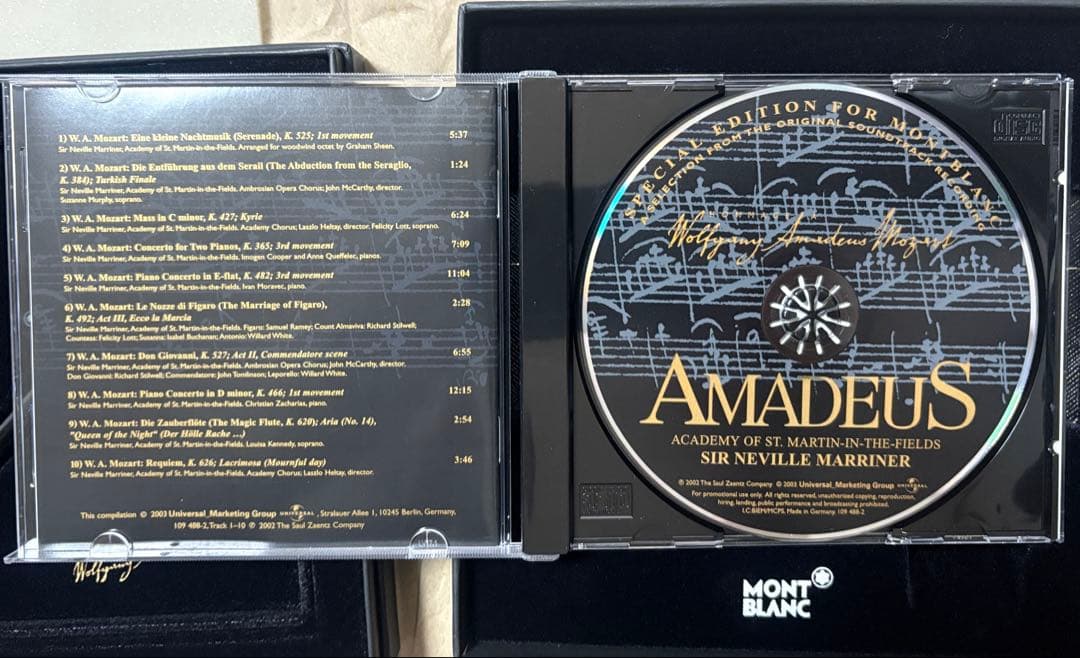 1) W. A. Mozart: Eine kleine Nachtmusik (Serenade), K. 525; 1st movement 5:37
Sir Neville Marriner, Academy of St. Martin-in-the-Fields. Arranged for woodwind octet by Graham Sheen.
2) W. A. Mozart: Die Entführung aus dem Serail (The Abduction from the Seraglio, 1:24
K. 384); Turkish Finale
Sir Neville Marriner, Academy of St. Martin-in-the-Fields. Ambrosian Opera Chorus; John McCarthy, director.
Suzanne Murphy, soprano.
3) W. A. Mozart: Mass in C minor, K. 427; Kyrie 6:24
Sir Neville Marriner, Academy of St. Martin-in-the-Fields. Academy Chorus; Laszlo Heltay, director, Felicity Lott, soprano.
4) W. A. Mozart: Concerto for Two Pianos, K. 365; 3rd movement 7:09
Sir Neville Marriner, Academy of St. Martin-in-the-Fields. Imogen Cooper and Anne Queffelec, pianos.
5) W. A. Mozart: Piano Concerto in E-flat, K. 482; 3rd movement 11:04
Sir Neville Marriner, Academy of St. Martin-in-the-Fields, Ivan Moravec, piano.
6) W. A. Mozart: Le Nozze di Figaro (The Marriage of Figaro), 2:28
K. 492; Act III, Ecco la Marcia
Sir Neville Marriner, Academy of St. Martin-in-the-Fields. Figaro: Samuel Ramey; Count Almaviva: Richard Stilwell;
Countess: Felicity Lott; Susanna: Isabel Buchanan; Antonio: Willard White.
7) W. A. Mozart: Don Giovanni, K. 527; Act II, Commendatore scene 6:55
Sir Neville Marriner, Academy of St. Martin-in-the-Fields. Ambrosian Opera Chorus; John McCarthy, director.
Don Giovanni: Richard Stilwell; Commendatore: John Tomlinson; Leporello: Willard White.
8) W. A. Mozart: Piano Concerto in D minor, K. 466; 1st movement 12:15
Sir Neville Marriner, Academy of St. Martin-in-the-Fields. Christian Zacharias, piano.
9) W. A. Mozart: Die Zauberflöte (The Magic Flute, K. 620); Aria (No. 14), 2:54
"Queen of the Night" (Der Hölle Rache ...)
Sir Neville Marriner, Academy of St. Martin-in-the-Fields. Louisa Kennedy, soprano.
10) W. A. Mozart: Requiem, K. 626; Lacrimosa (Mournful day) 3:46
Sir Neville Marriner, Academy of St. Martin-in-the-Fields. Academy Chorus; Laszlo Heltay, director.
This compilation © 2003 Universal_Marketing Group UNIVERSAL, Stralauer Allee 1, 10245 Berlin, Germany,
109 488-2, Track 1–10 ℗ 2002 The Saul Zaentz Company
Wolfgang
SPECIAL EDITION FOR MONTBLANC
A SELECTION FROM THE ORIGINAL SOUNDTRACK RECORDING
HOMMAGE À
Wolfgang Amadeus Mozart
AMADEUS
ACADEMY OF ST. MARTIN-IN-THE-FIELDS
SIR NEVILLE MARRINER
℗ 2002 The Saul Zaentz Company © 2003 Universal_Marketing Group UNIVERSAL
For promotional use only. All rights reserved, unauthorized copying, reproduction,
hiring, lending, public performance and broadcasting prohibited.
LC:BIEM/MCPS. Made in Germany. 109 488-2
COMPACT
disc
DIGITAL AUDIO
MONT
BLANC